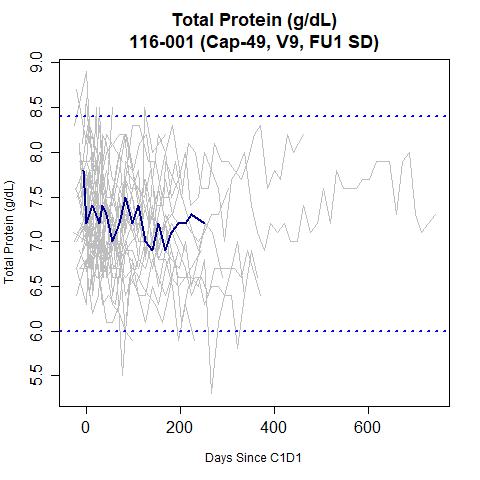 Total Protein (g/dL)
116-001 (Cap-49, V9, FU1 SD)
Total Protein (g/dL)
9.0
8.5
8.0
7.5
7.0
6.5
6.0
5.5
0 200 400 600
Days Since C1D1